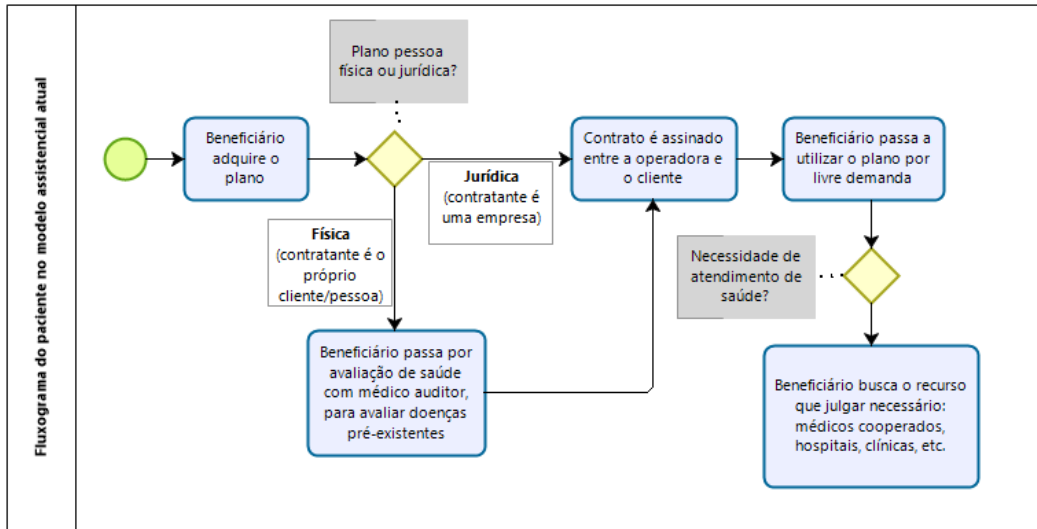 Fluxograma do paciente no modelo assistencial atual
Beneficiário
adquire o
plano
Plano pessoa
física ou jurídica?
Jurídica
(contratante é
uma empresa)
Física
(contratante é o
próprio
cliente/pessoa)
Beneficiário passa por
avaliação de saúde
com médico auditor,
para avaliar doenças
pré-existentes
Contrato é assinado
entre a operadora e
o cliente
Beneficiário passa a
utilizar o plano por
livre demanda
Necessidade de
atendimento de
saúde?
Beneficiário busca o recurso
que julgar necessário:
médicos cooperados,
hospitais, clínicas, etc.